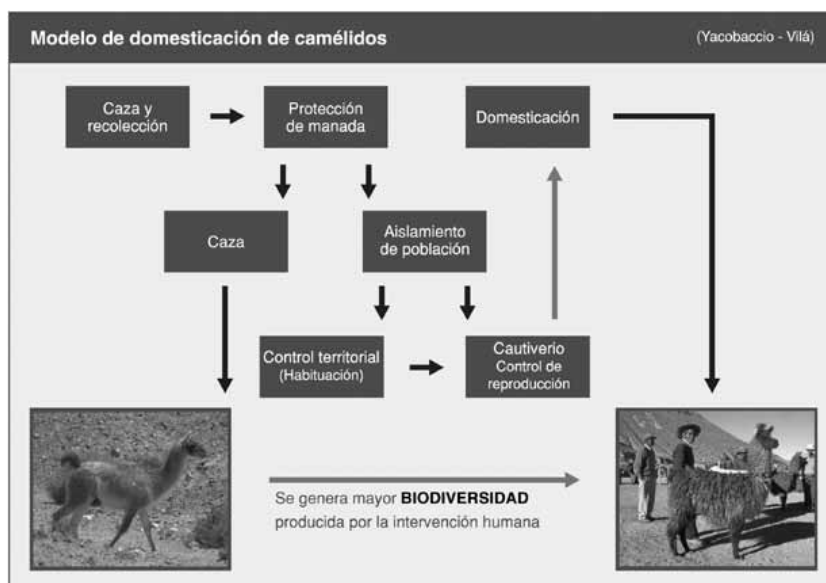 Modelo de domesticación de camélidos
(Yacobaccio - Vilá)
Caza y
recolección
Protección
de manada
Domesticación
Caza
Aislamiento
de población
Control territorial
(Habituación)
Cautiverio
Control de
reproducción
Se genera mayor BIODIVERSIDAD
producida por la intervención humana